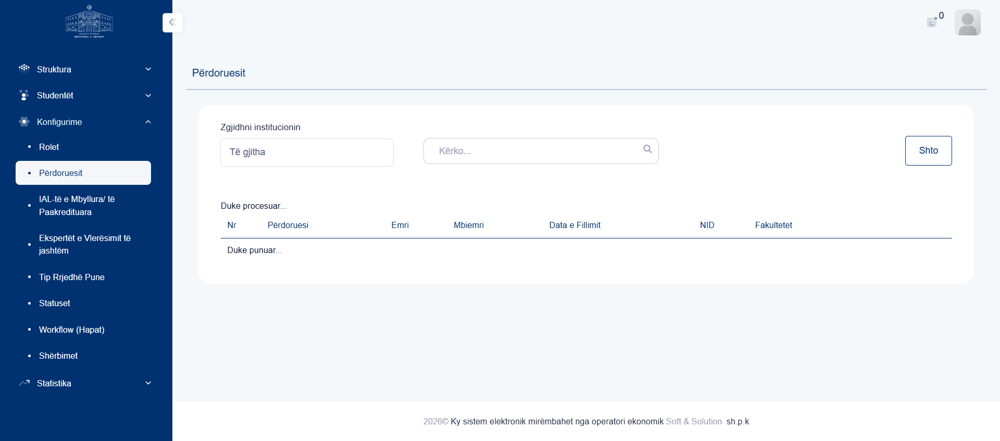 MINISTRIA E ARSIMIT
0
Struktura
Studentët
Konfigurime
Rolet
Përdoruesit
IAL-të e Mbyllura/ të
Paakredituara
Ekspertët e Vlerësimit të
jashtëm
Tip Rrjedhë Pune
Statuset
Workflow (Hapat)
Shërbimet
Statistika
Përdoruesit
Zgjidhni institucionin
Të gjitha
Kërko...
Shto
Duke procesuar...
Nr Përdoruesi Emri Mbiemri Data e Fillimit NID Fakultetet
Duke punuar...
2026© Ky sistem elektronik mirëmbahet nga operatori ekonomik Soft & Solution sh.p.k